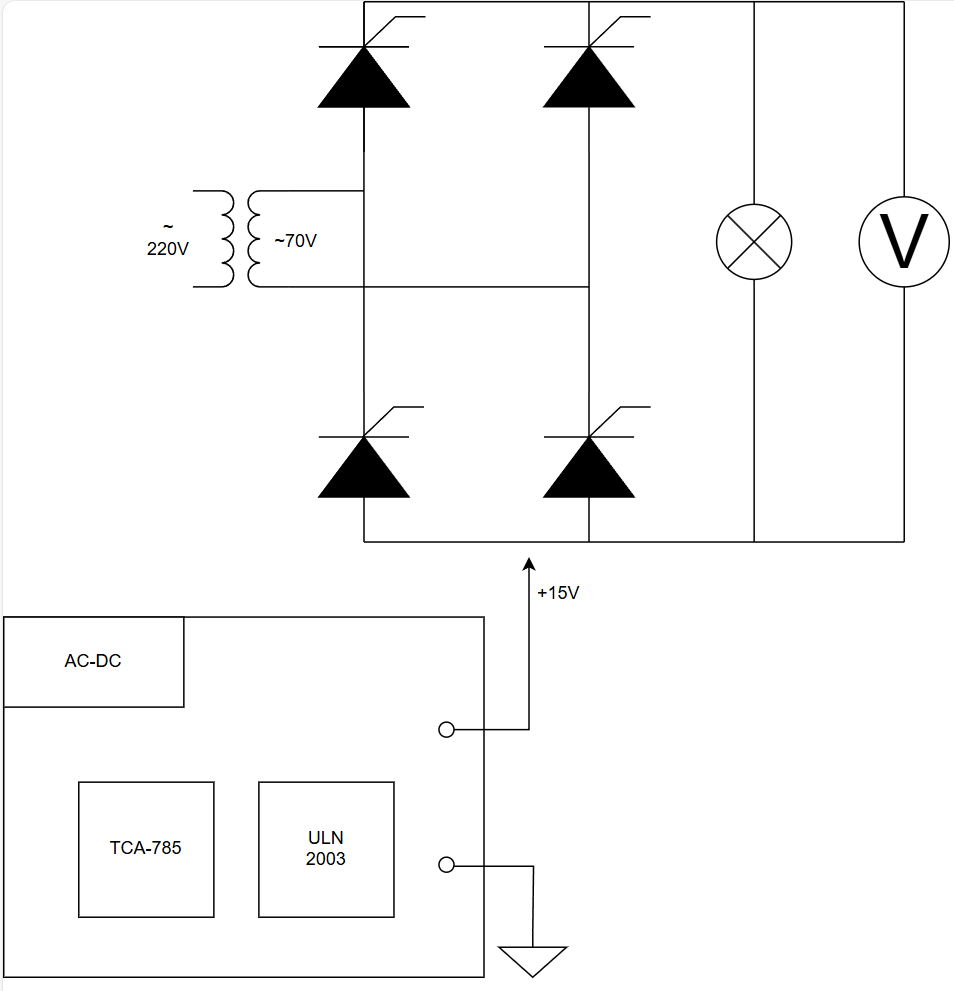 ~
220V
~70V
V
+15V
AC-DC
TCA-785
ULN
2003